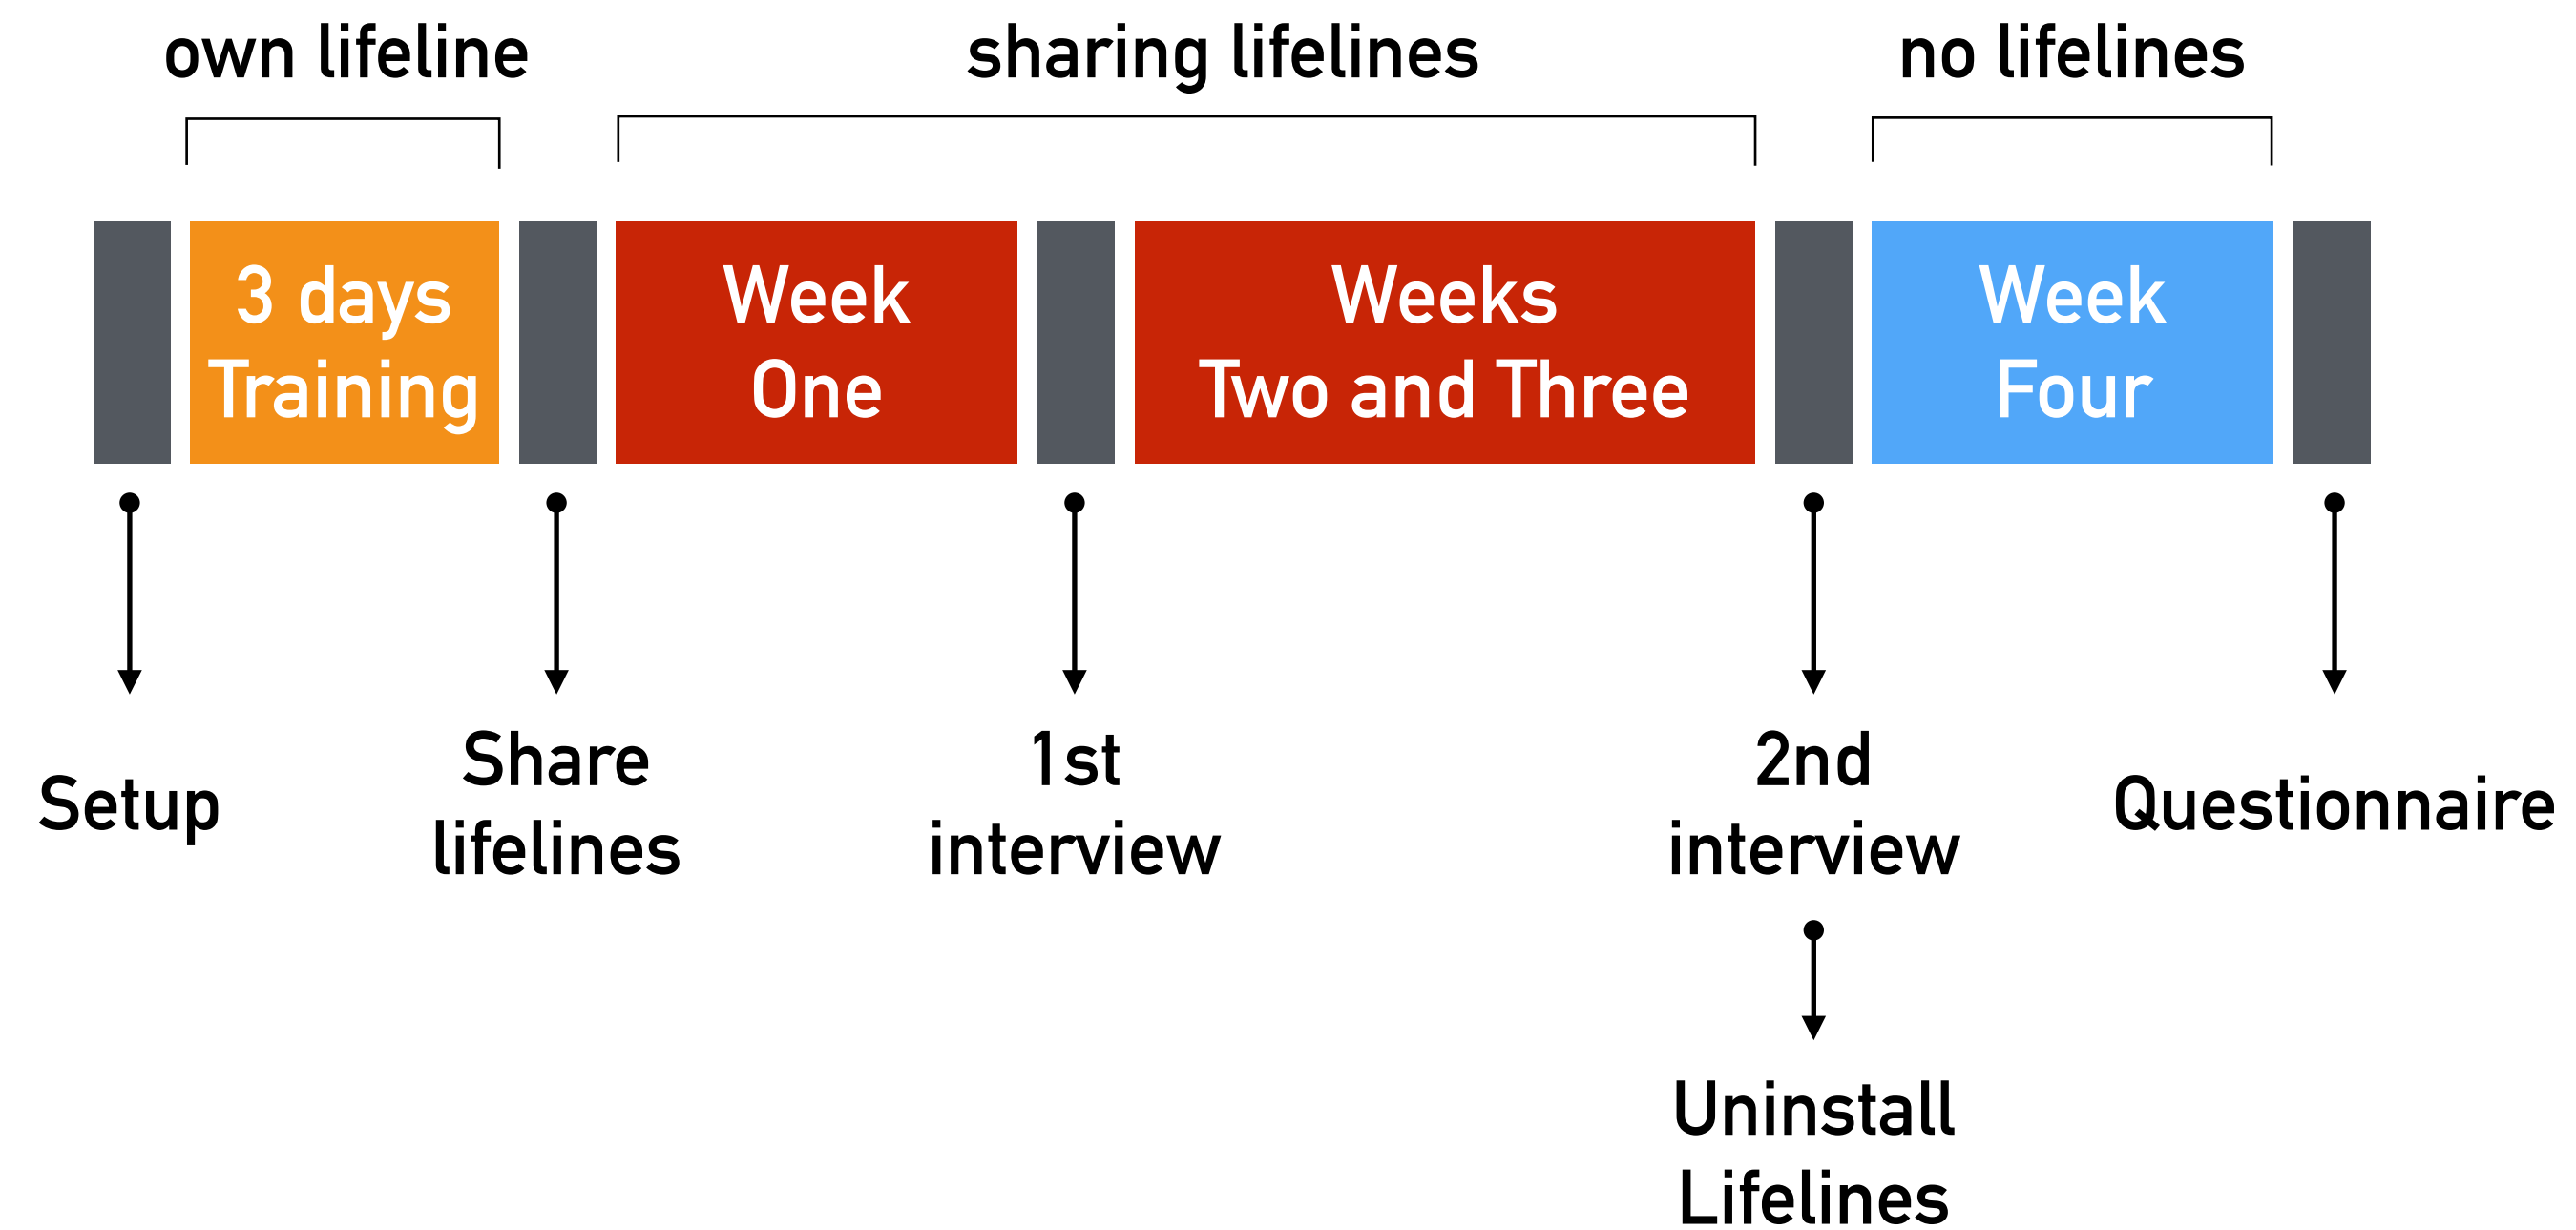 own lifeline
sharing lifelines
no lifelines
3 days
Training
Week
One
Weeks
Two and Three
Week
Four
Setup
Share
lifelines
1st
interview
2nd
interview
Questionnaire
Uninstall
Lifelines